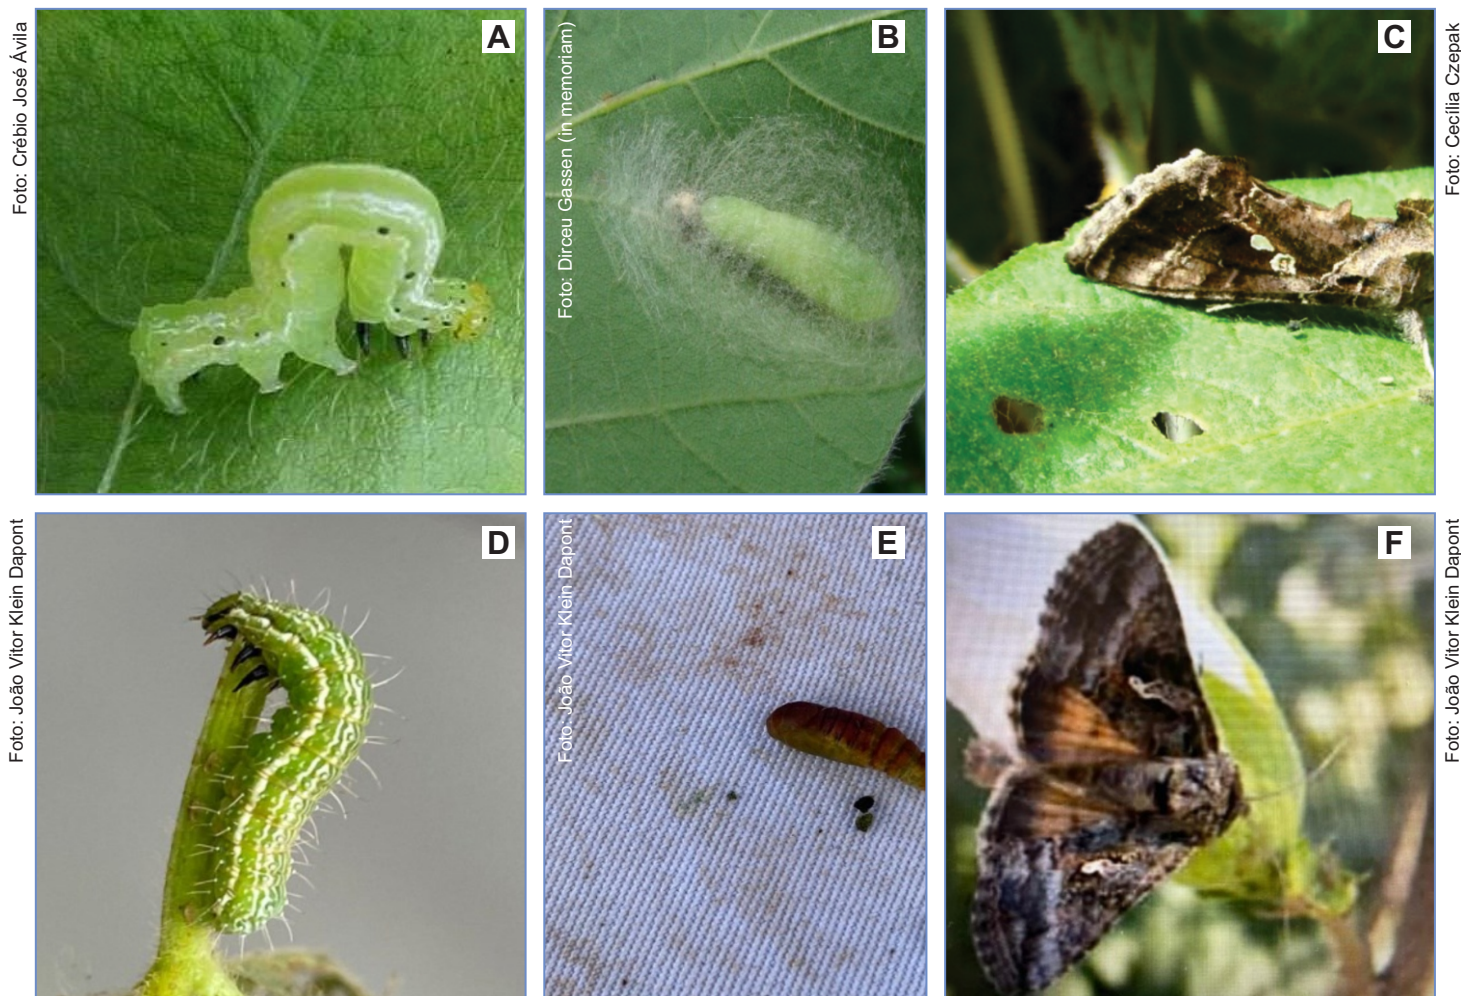 Foto: Crébio José Ávila
A
Foto: Dirceu Gassen (in memoriam)
B
C
Foto: Cecília Czepak
Foto: João Vitor Klein Dapont
D
Foto: João Vitor Klein Dapont
E
F
Foto: João Vitor Klein Dapont